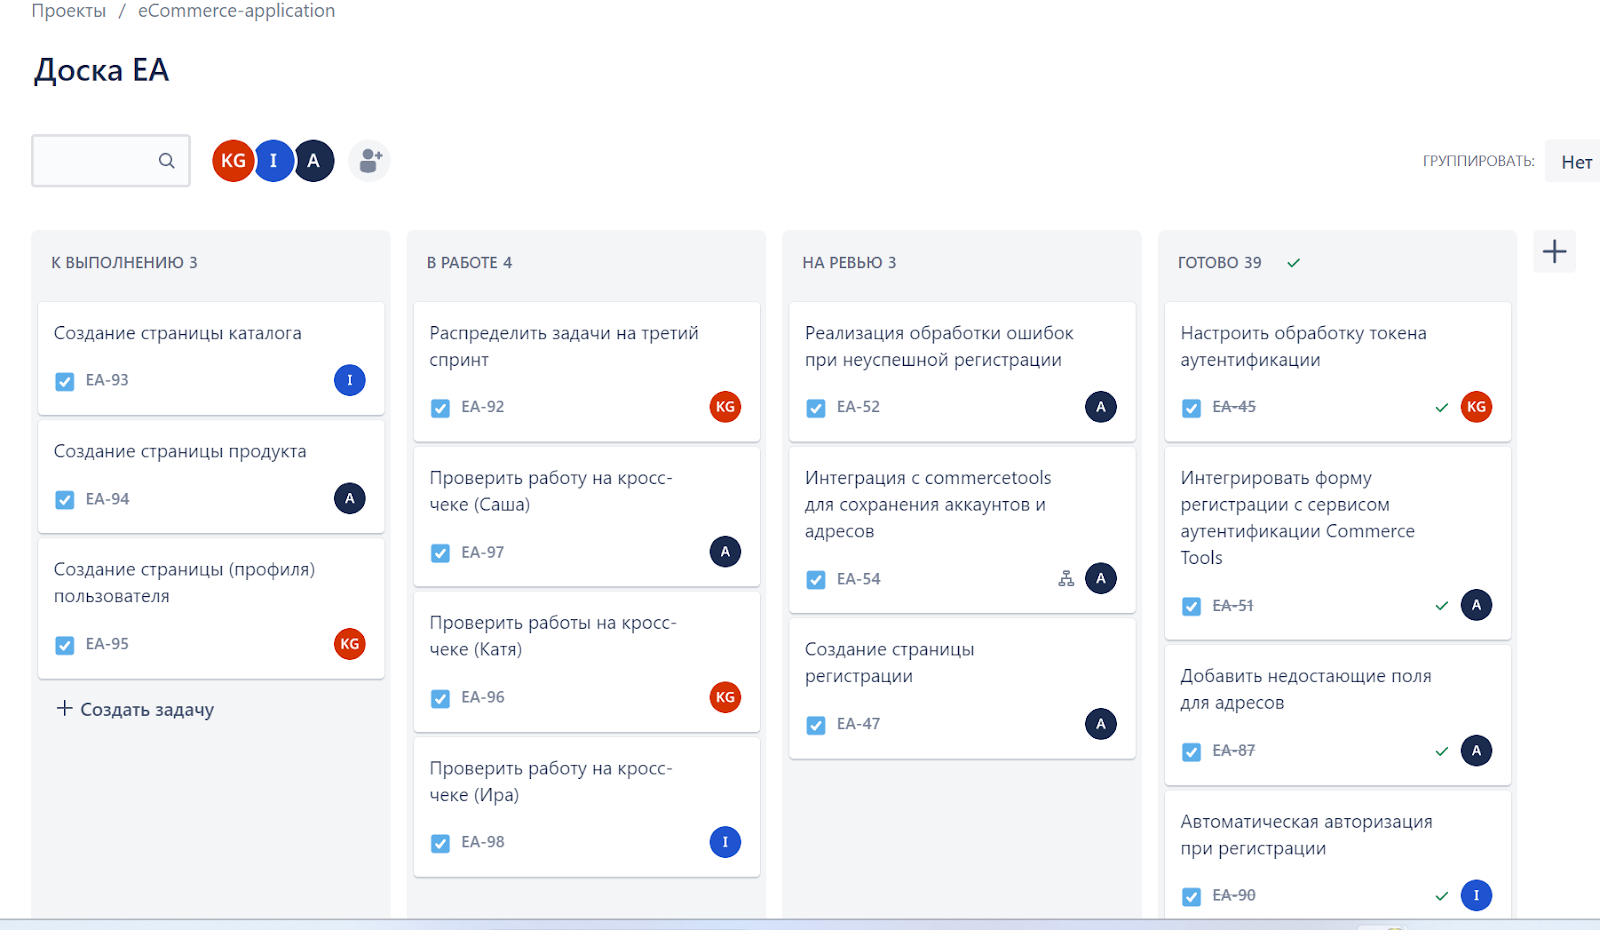 Проекты / eCommerce-application
Доска EA
KG I A
ГРУППИРОВАТЬ: Нет
К ВЫПОЛНЕНИЮ 3
Создание страницы каталога
EA-93 I
Создание страницы продукта
EA-94 A
Создание страницы (профиля)
пользователя
EA-95 KG
+ Создать задачу
В РАБОТЕ 4
Распределить задачи на третий
спринт
EA-92 KG
Проверить работу на кросс-
чеке (Саша)
EA-97 A
Проверить работы на кросс-
чеке (Катя)
EA-96 KG
Проверить работу на кросс-
чеке (Ира)
EA-98 I
НА РЕВЬЮ 3
Реализация обработки ошибок
при неуспешной регистрации
EA-52 A
Интеграция с commercetools
для сохранения аккаунтов и
адресов
EA-54 A
Создание страницы
регистрации
EA-47 A
ГОТОВО 39
Настроить обработку токена
аутентификации
EA-45 KG
Интегрировать форму
регистрации с сервисом
аутентификации Commerce
Tools
EA-51 A
Добавить недостающие поля
для адресов
EA-87 A
Автоматическая авторизация
при регистрации
EA-90 I